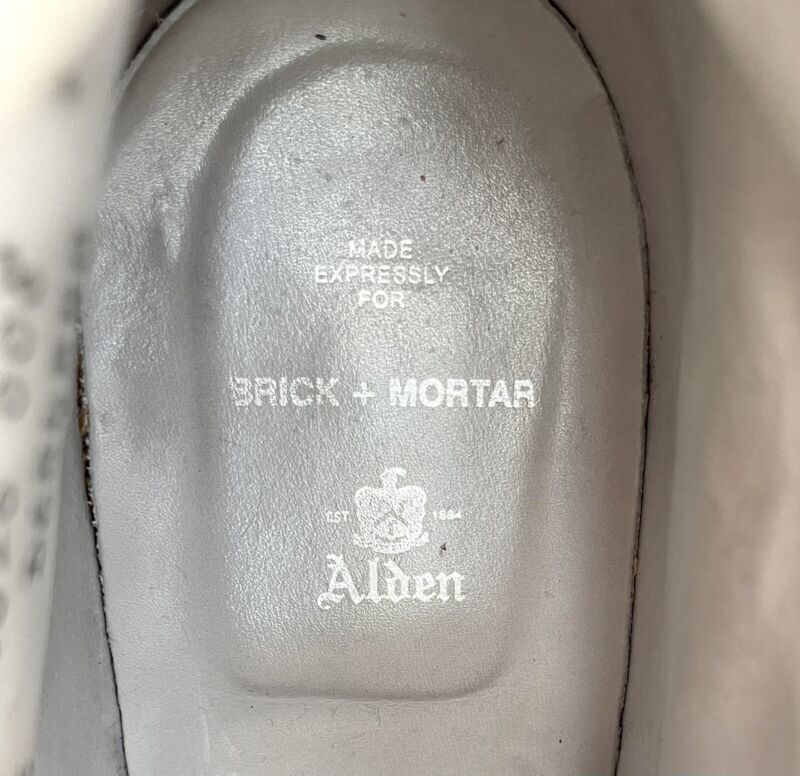 MADE
EXPRESSLY
FOR
BRICK + MORTAR
EST 1884
Alden